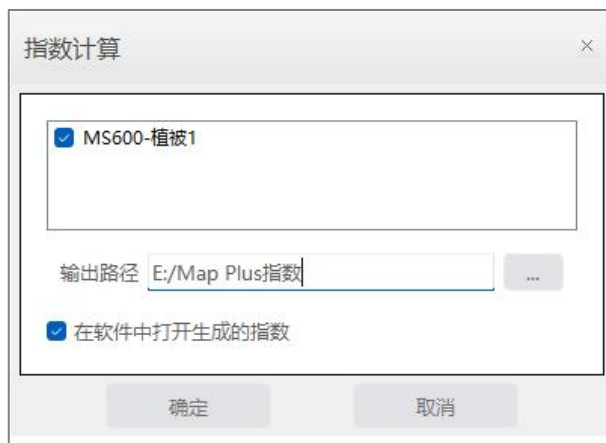 指数计算
MS600-植被1
输出路径 E:/Map Plus指数 ...
在软件中打开生成的指数
确定 取消